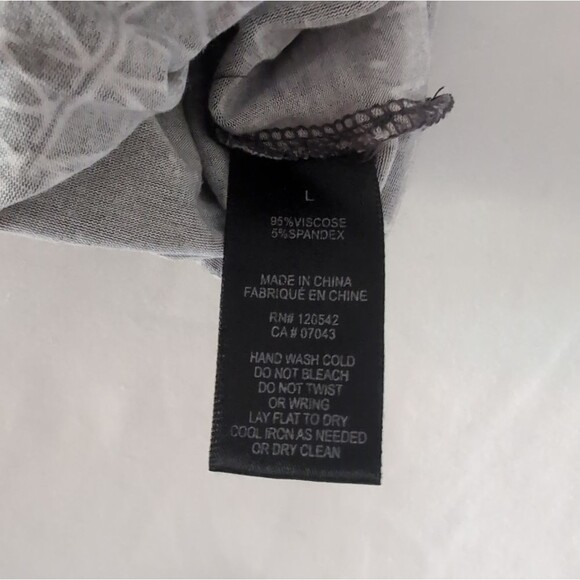 L
95%VISCOSE
5%SPANDEX
MADE IN CHINA
FABRIQUÉ EN CHINE
RN# 120542
CA # 07043
HAND WASH COLD
DO NOT BLEACH
DO NOT TWIST
OR WRING
LAY FLAT TO DRY
COOL IRON AS NEEDED
OR DRY CLEAN